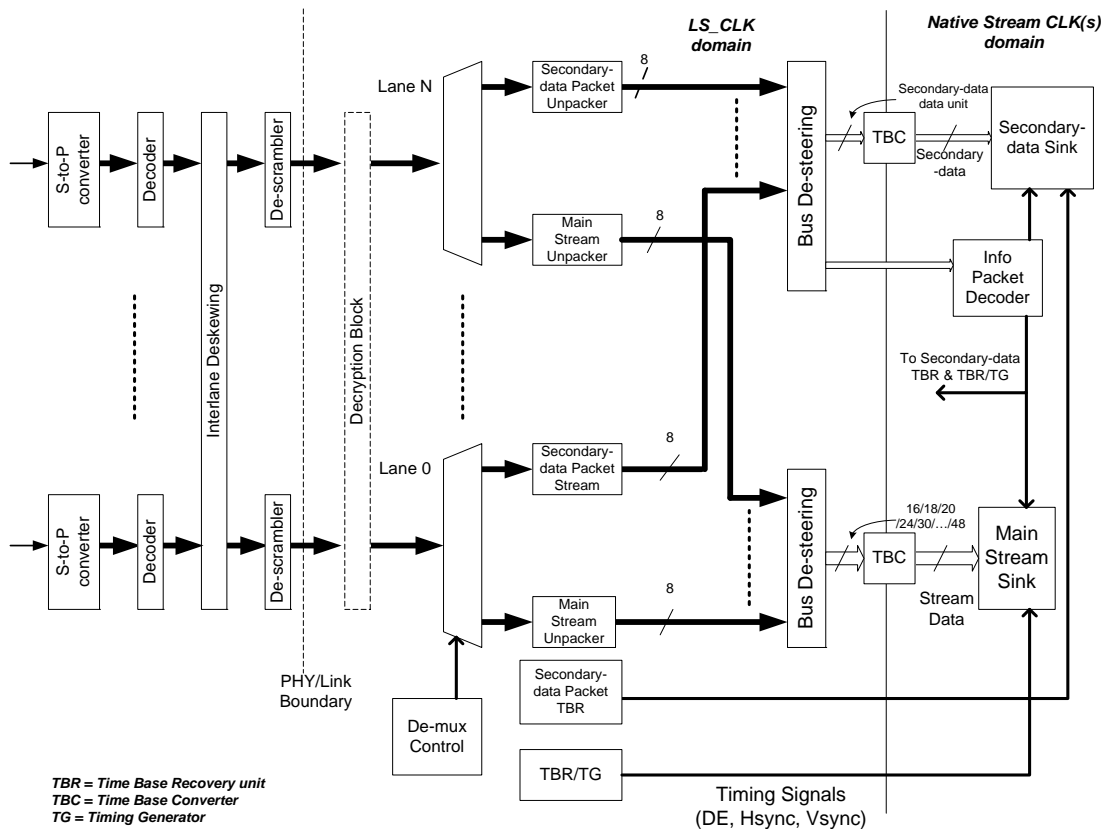 LS_CLK
domain
Native Stream CLK(s)
domain
Lane N
Secondary-
data Packet
Unpacker
8
Secondary-data
data unit
S-to-P
converter
Decoder
Interlane Deskewing
De-scrambler
Decryption Block
Bus De-steering
TBC
Secondary
-data
Secondary-
data Sink
Main
Stream
Unpacker
8
Info
Packet
Decoder
To Secondary-data
TBR & TBR/TG
Lane 0
Secondary-
data Packet
Stream
8
S-to-P
converter
Decoder
De-scrambler
Bus De-steering
16/18/20
/24/30/…/48
TBC
Main
Stream
Sink
Stream
Data
Main
Stream
Unpacker
8
PHY/Link
Boundary
De-mux
Control
Secondary-
data Packet
TBR
TBR/TG
Timing Signals
(DE, Hsync, Vsync)
TBR = Time Base Recovery unit
TBC = Time Base Converter
TG = Timing Generator